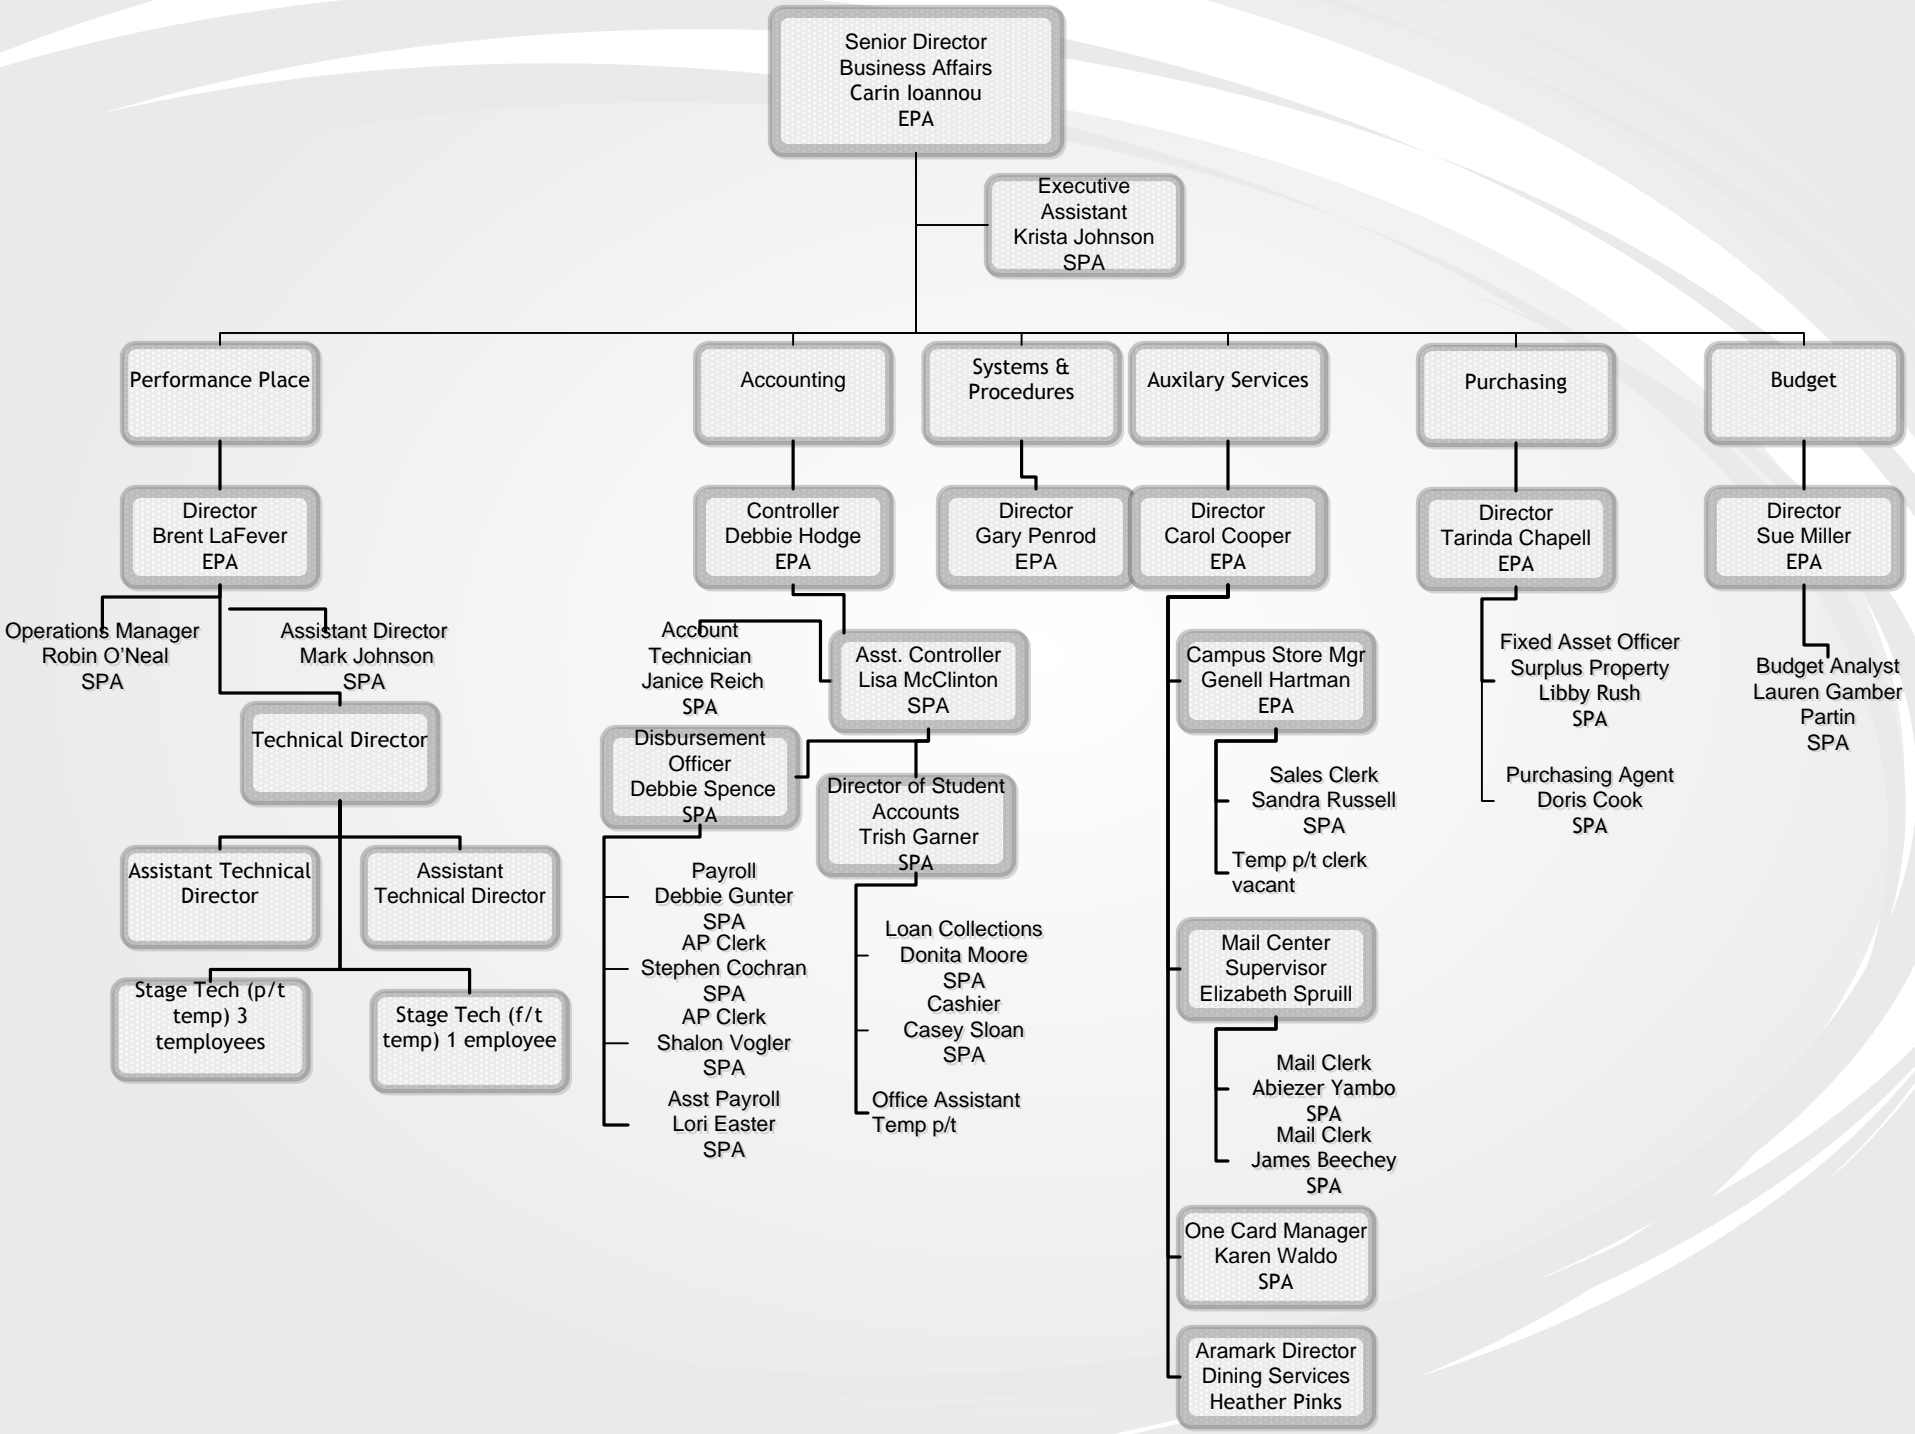 Senior Director
Business Affairs
Carin Ioannou
EPA
Executive
Assistant
Krista Johnson
SPA
Performance Place
Accounting
Systems &
Procedures
Auxilary Services
Purchasing
Budget
Director
Brent LaFever
EPA
Controller
Debbie Hodge
EPA
Director
Gary Penrod
EPA
Director
Carol Cooper
EPA
Director
Tarinda Chapell
EPA
Director
Sue Miller
EPA
Operations Manager
Robin O'Neal
SPA
Assistant Director
Mark Johnson
SPA
Technical Director
Assistant Technical
Director
Assistant
Technical Director
Stage Tech (p/t
temp) 3
temployees
Stage Tech (f/t
temp) 1 employee
Account
Technician
Janice Reich
SPA
Asst. Controller
Lisa McClinton
SPA
Disbursement
Officer
Debbie Spence
SPA
Director of Student
Accounts
Trish Garner
SPA
Payroll
Debbie Gunter
SPA
AP Clerk
Stephen Cochran
SPA
AP Clerk
Shalon Vogler
SPA
Asst Payroll
Lori Easter
SPA
Loan Collections
Donita Moore
SPA
Cashier
Casey Sloan
SPA
Office Assistant
Temp p/t
Campus Store Mgr
Genell Hartman
EPA
Sales Clerk
Sandra Russell
SPA
Temp p/t clerk
vacant
Mail Center
Supervisor
Elizabeth Spruill
Mail Clerk
Abiezer Yambo
SPA
Mail Clerk
James Beechey
SPA
One Card Manager
Karen Waldo
SPA
Aramark Director
Dining Services
Heather Pinks
Fixed Asset Officer
Surplus Property
Libby Rush
SPA
Purchasing Agent
Doris Cook
SPA
Budget Analyst
Lauren Gamber
Partin
SPA